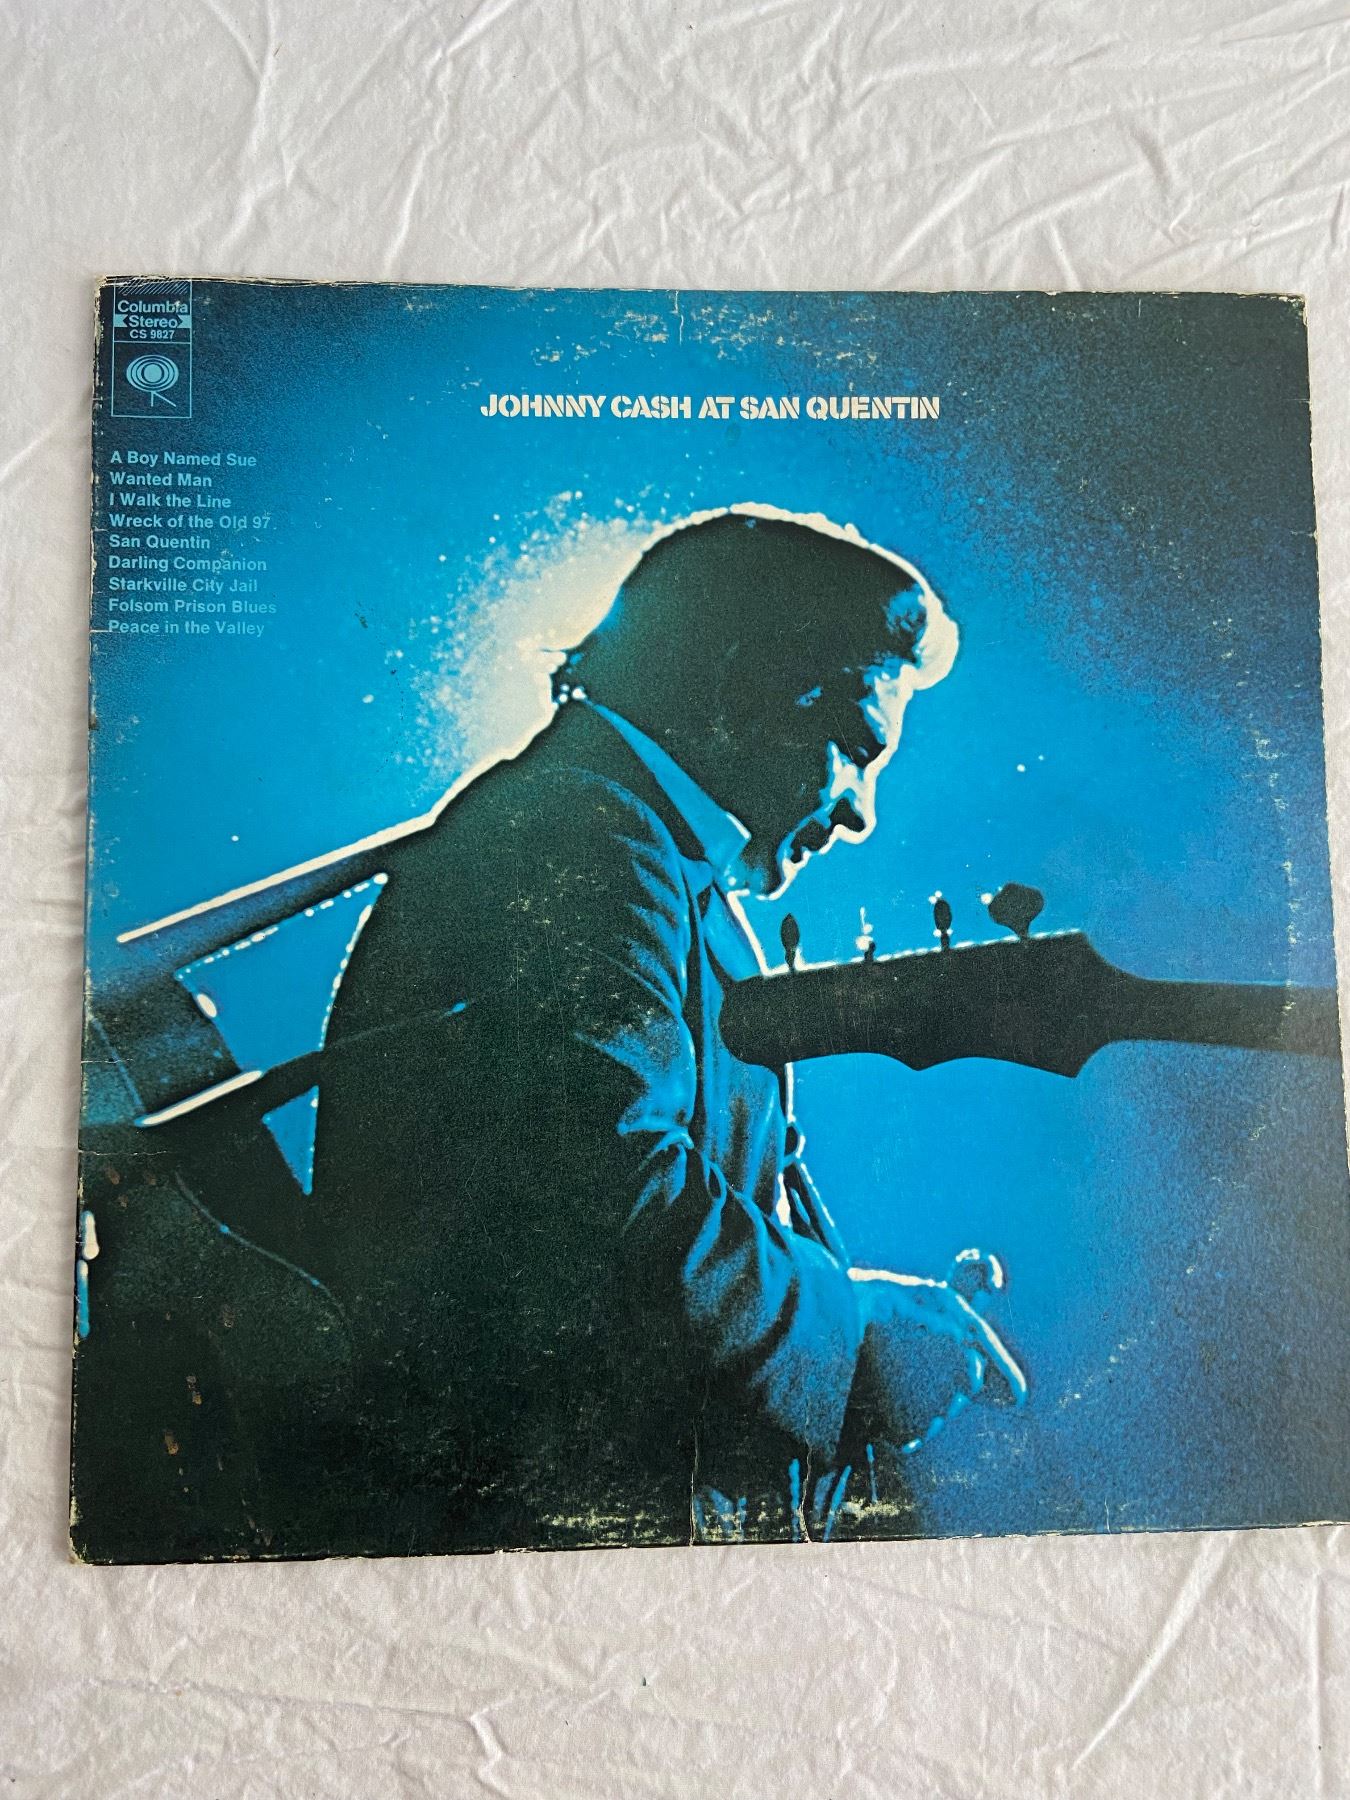 Columbia
Stereo
CS 9827
JOHNNY CASH AT SAN QUENTIN
A Boy Named Sue
Wanted Man
I Walk the Line
Wreck of the Old 97
San Quentin
Darling Companion
Starkville City Jail
Folsom Prison Blues
Peace in the Valley